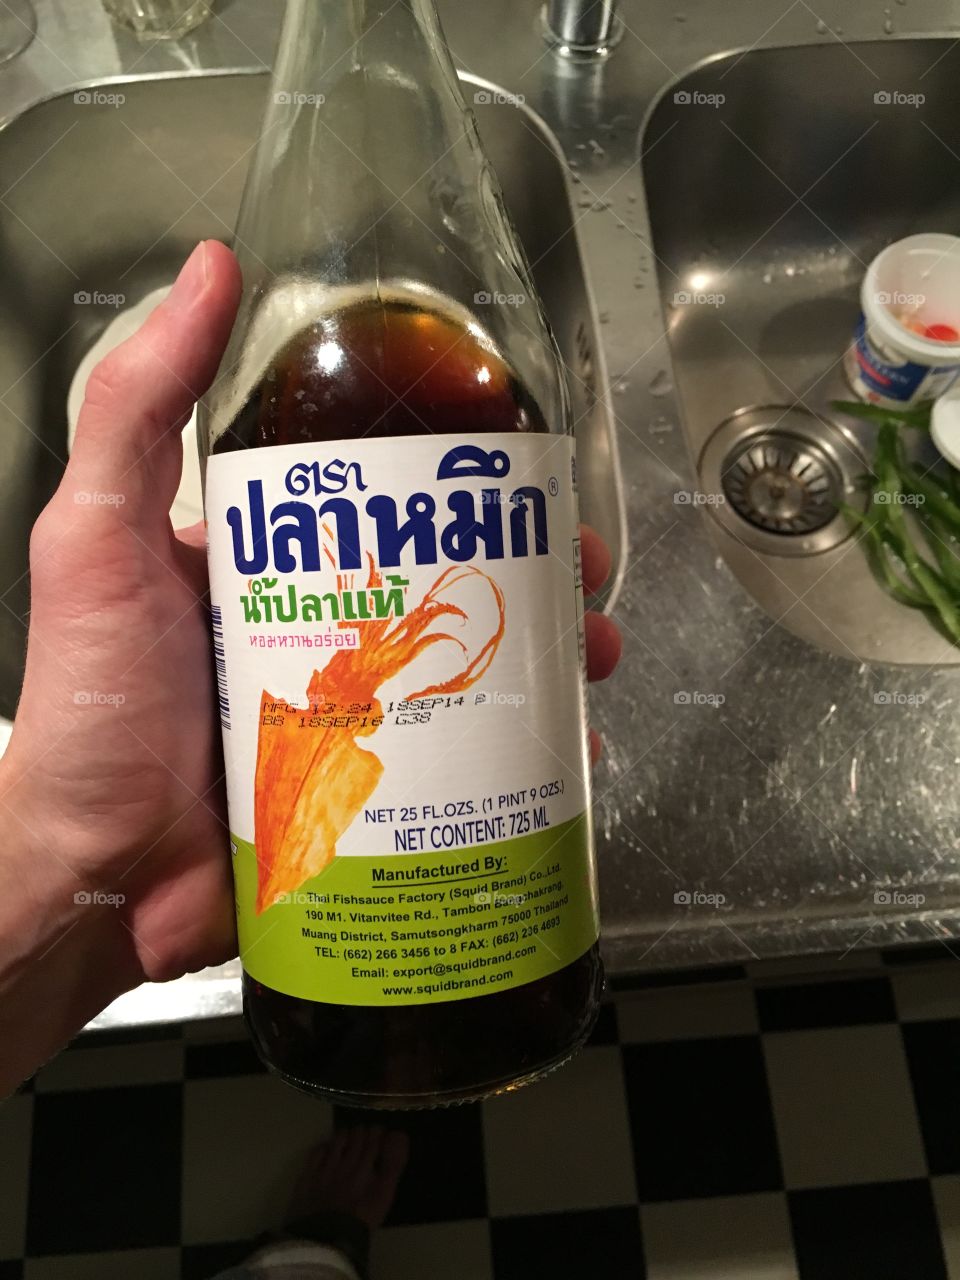 ตรา
ปลาหมึก®
น้ำปลาแท้
หอมหวานอร่อย
MFG 13:24 18SEP14 P
BB 18SEP16 G38
NET 25 FL.OZS. (1 PINT 9 OZS.)
NET CONTENT: 725 ML
Manufactured By:
Thai Fishsauce Factory (Squid Brand) Co.,Ltd.
190 M1. Vitanvitee Rd., Tambon Bangchakrang,
Muang District, Samutsongkharm 75000 Thailand
TEL: (662) 266 3456 to 8 FAX: (662) 236 4693
Email: export@squidbrand.com
www.squidbrand.com